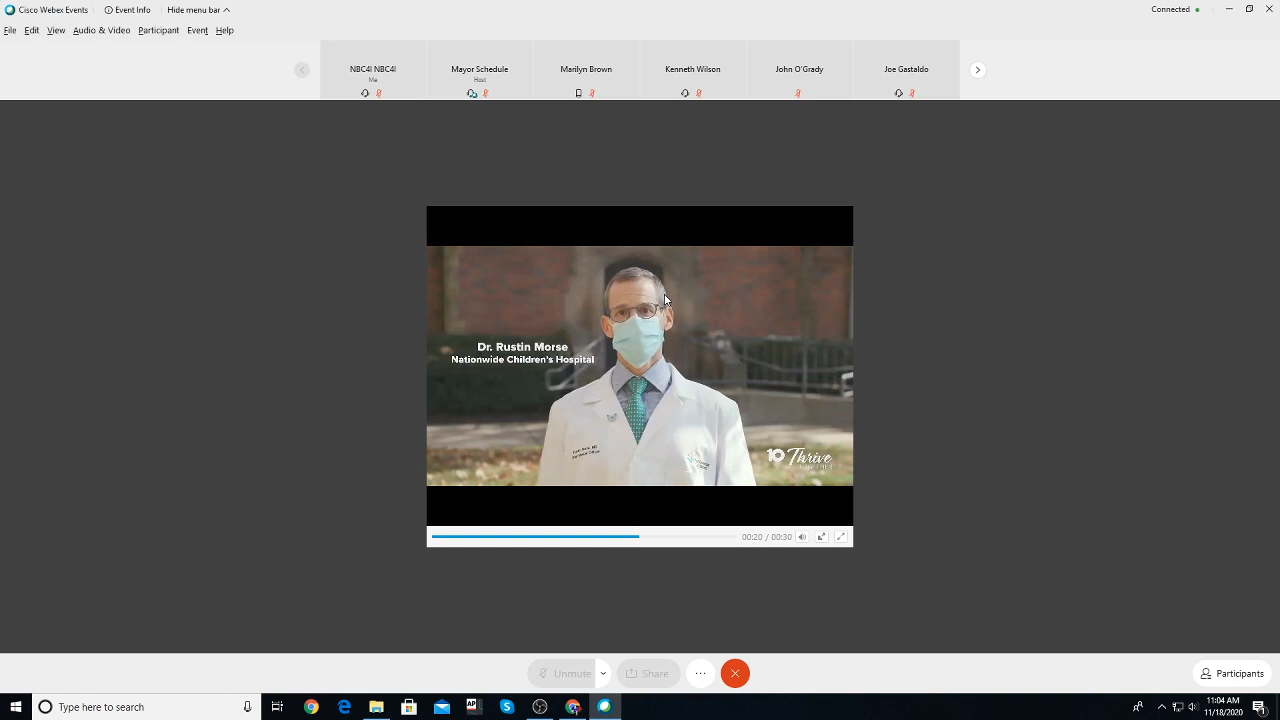 Cisco Webex Events
Event Info
Hide menu bar
Connected
File Edit View Audio & Video Participant Event Help
NBC4I NBC4I
Me
Mayor Schedule
Host
Marilyn Brown
Kenneth Wilson
John O'Grady
Joe Gastaldo
Dr. Rustin Morse
Nationwide Children's Hospital
10 Thrive
TOGETHER
00:20 / 00:30
Unmute
Share
Participants
Type here to search
AP
11:04 AM
11/18/2020